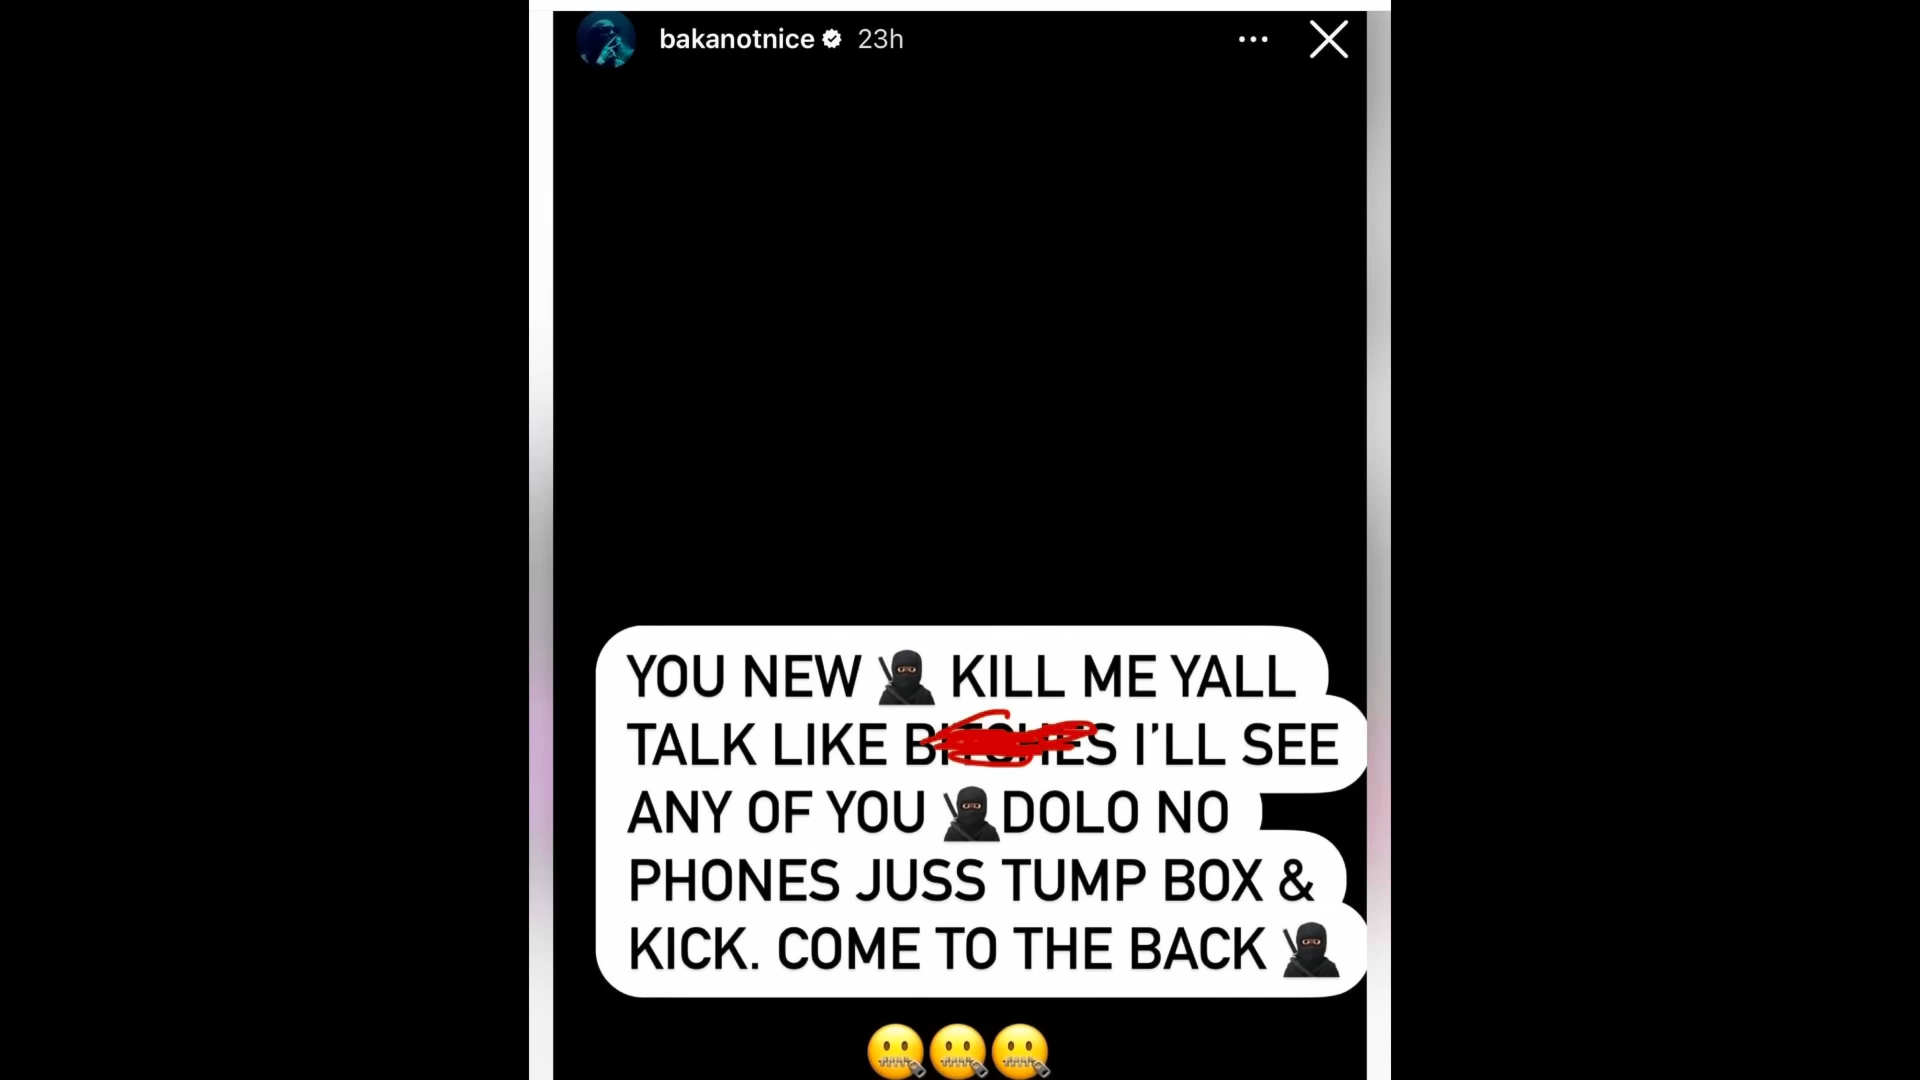 bakanotnice 23h
YOU NEW 🥷🏿 KILL ME YALL
TALK LIKE BITCHES I'LL SEE
ANY OF YOU 🥷🏿DOLO NO
PHONES JUSS TUMP BOX &
KICK. COME TO THE BACK 🥷🏿
🤐🤐🤐